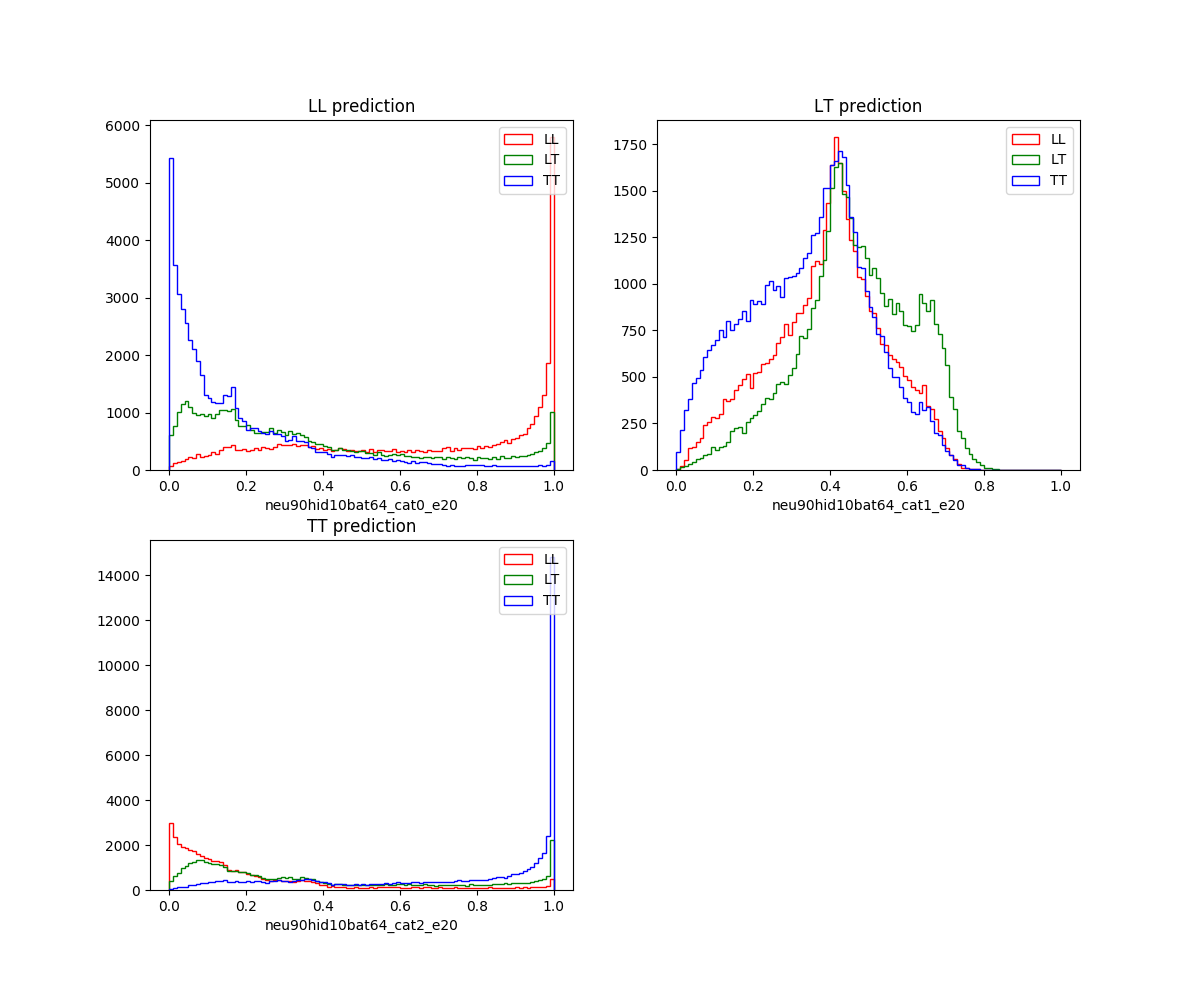 LL prediction
6000
5000
4000
3000
2000
1000
0
0.0 0.2 0.4 0.6 0.8 1.0
neu90hid10bat64_cat0_e20
LL
LT
TT
LT prediction
1750
1500
1250
1000
750
500
250
0
0.0 0.2 0.4 0.6 0.8 1.0
neu90hid10bat64_cat1_e20
LL
LT
TT
TT prediction
14000
12000
10000
8000
6000
4000
2000
0
0.0 0.2 0.4 0.6 0.8 1.0
neu90hid10bat64_cat2_e20
LL
LT
TT